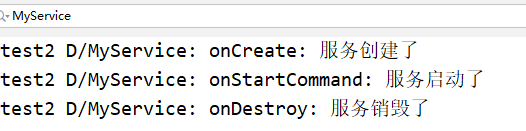 MyService
test2 D/MyService: onCreate: 服务创建了
test2 D/MyService: onStartCommand: 服务启动了
test2 D/MyService: onDestroy: 服务销毁了